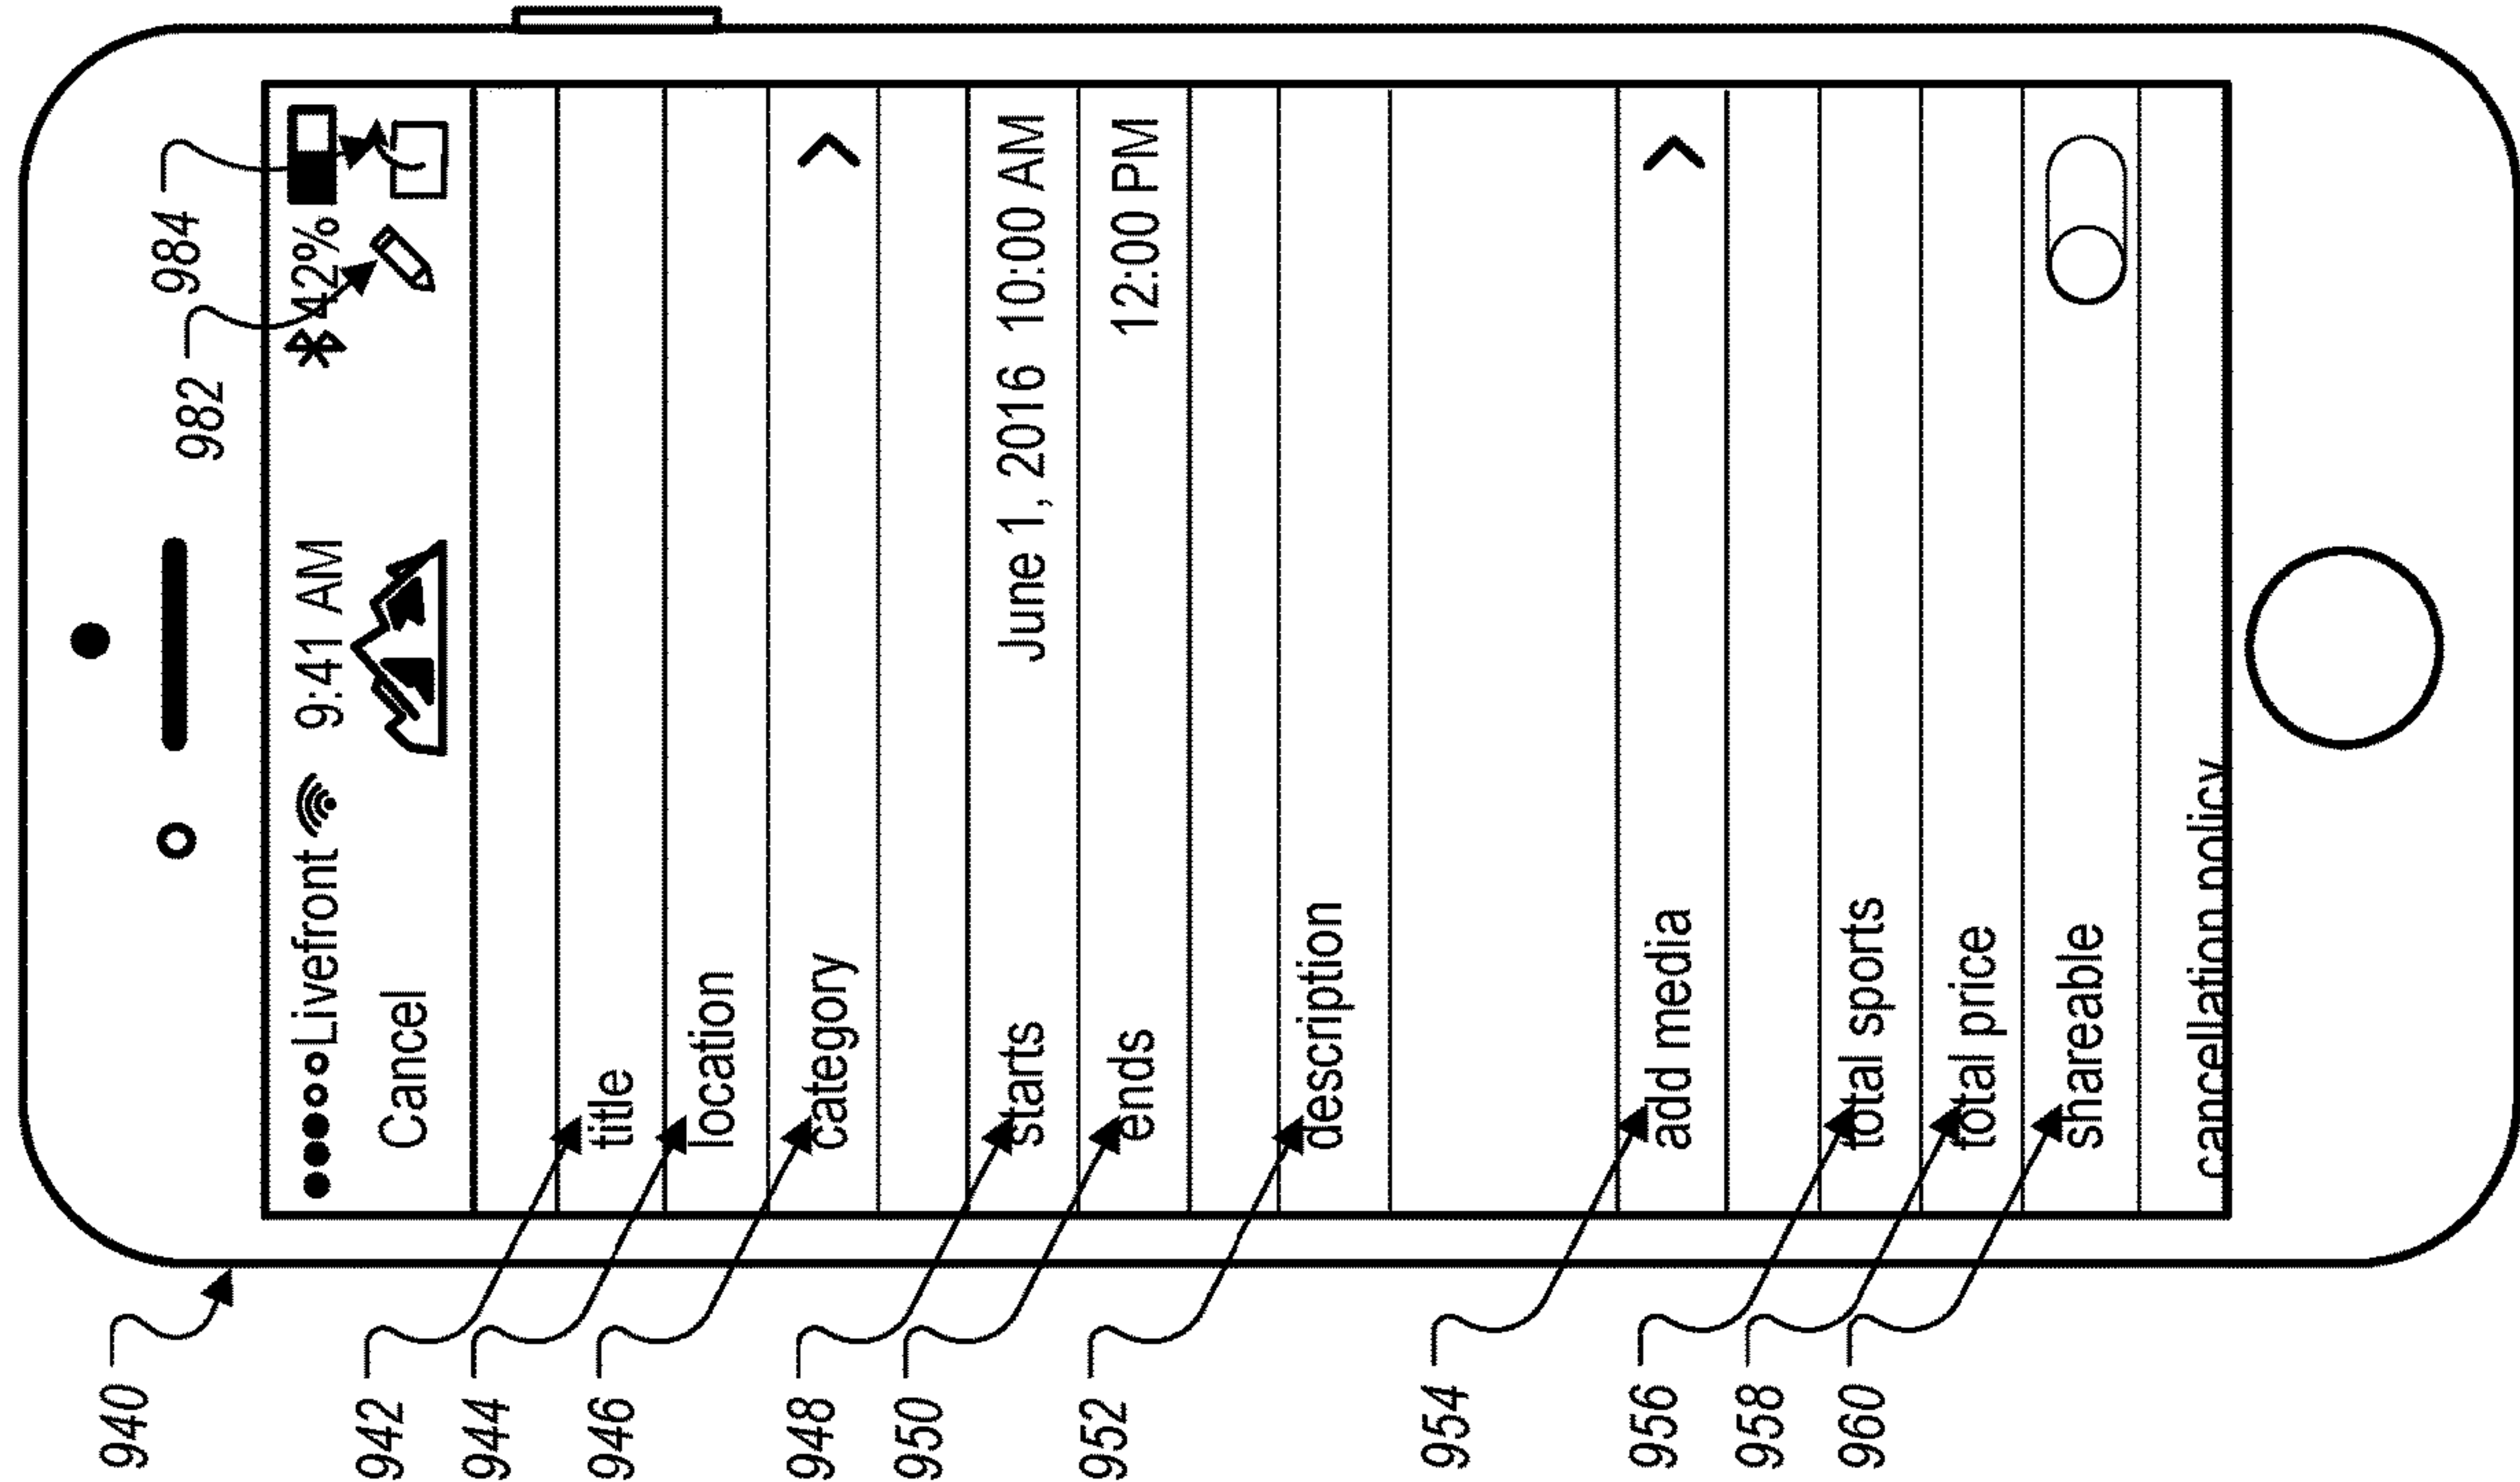 984
982
Livefront 9:41 AM 42%
Cancel
940
942
title
944
location
946
category
948
starts June 1, 2016 10:00 AM
950
ends 12:00 PM
952
description
954
add media
956
total sports
958
total price
960
shareable
cancellation policy